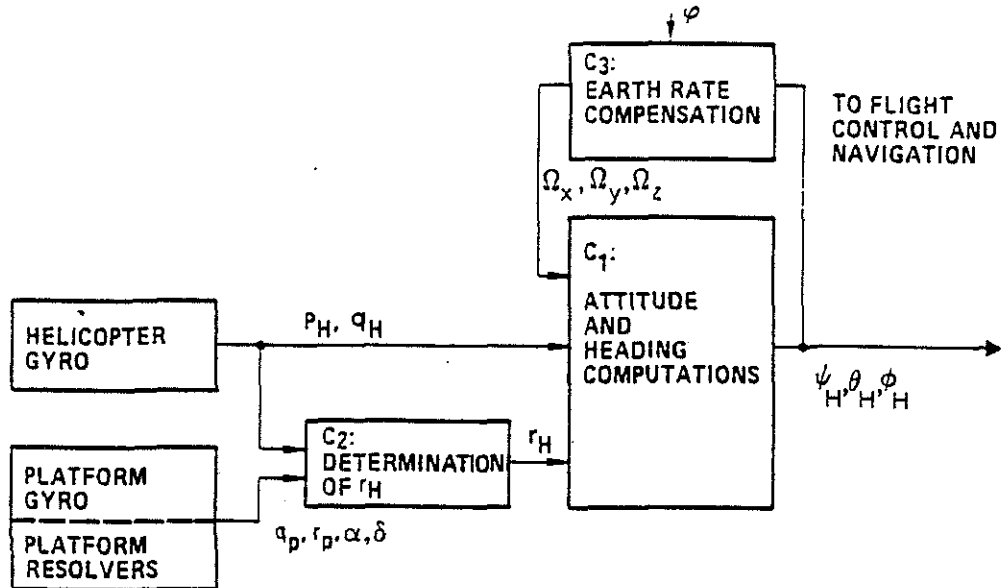 φ
C3:
EARTH RATE
COMPENSATION
TO FLIGHT
CONTROL AND
NAVIGATION
Ωx, Ωy, Ωz
C1:
ATTITUDE
AND
HEADING
COMPUTATIONS
HELICOPTER
GYRO
PH, qH
ψH, θH, ϕH
C2:
DETERMINATION
OF rH
rH
PLATFORM
GYRO
PLATFORM
RESOLVERS
qp, rp, α, δ